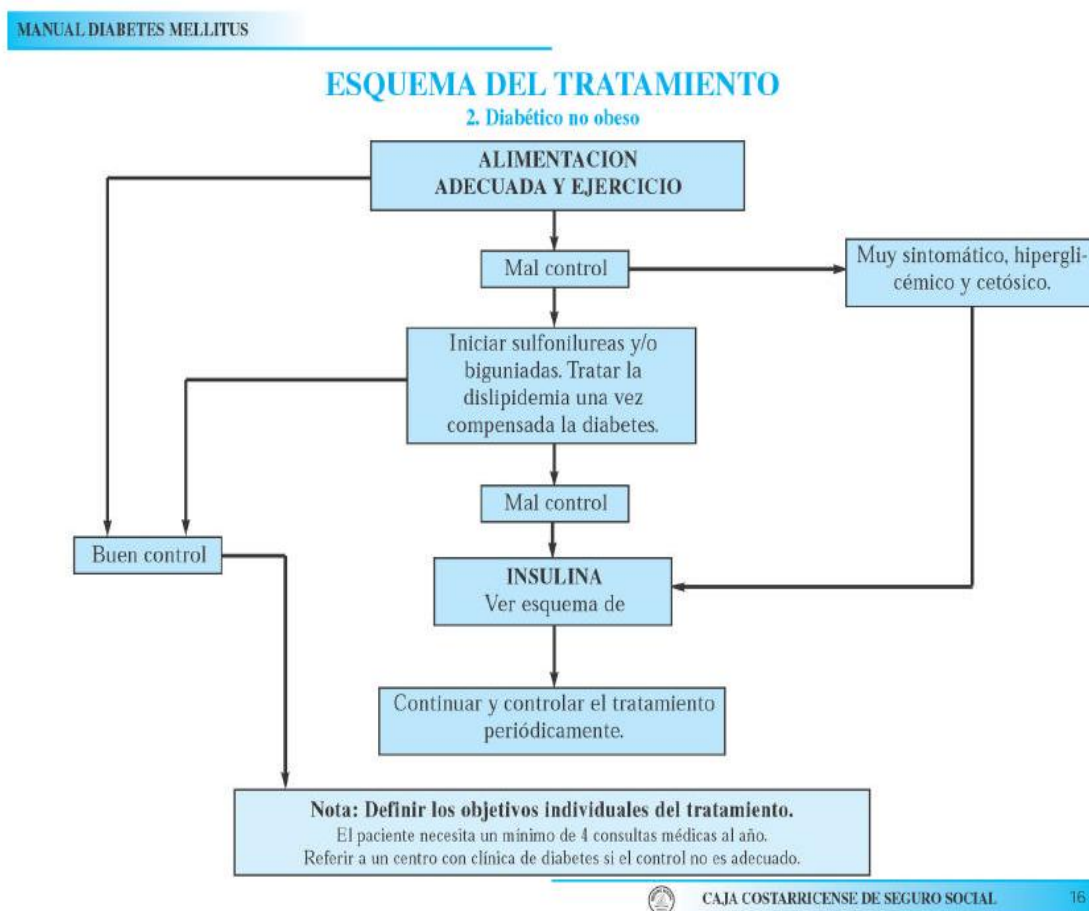 MANUAL DIABETES MELLITUS
ESQUEMA DEL TRATAMIENTO
2. Diabético no obeso
ALIMENTACION
ADECUADA Y EJERCICIO
Mal control
Muy sintomático, hipergli-
cémico y cetósico.
Iniciar sulfonilureas y/o
biguniadas. Tratar la
dislipidemia una vez
compensada la diabetes.
Mal control
Buen control
INSULINA
Ver esquema de
Continuar y controlar el tratamiento
periódicamente.
Nota: Definir los objetivos individuales del tratamiento.
El paciente necesita un mínimo de 4 consultas médicas al año.
Referir a un centro con clínica de diabetes si el control no es adecuado.
CAJA COSTARRICENSE DE SEGURO SOCIAL 16